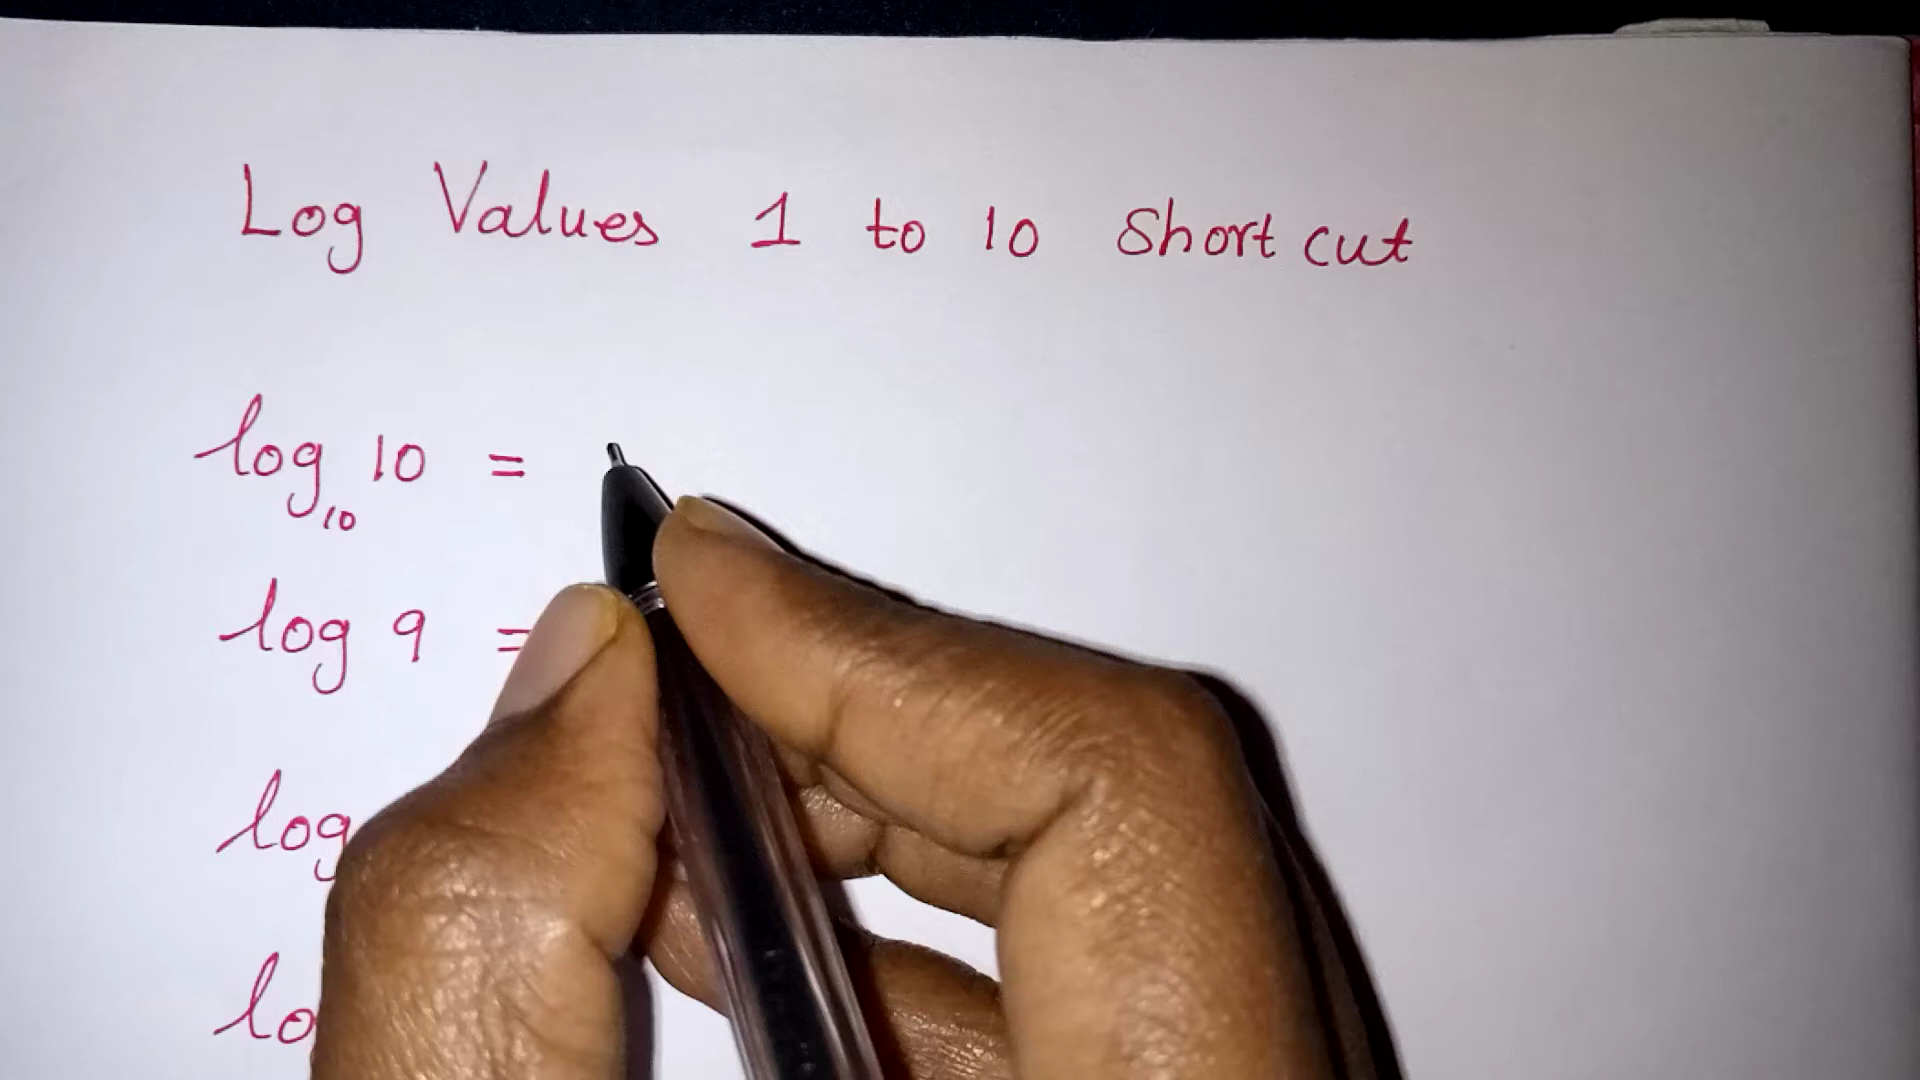 Log Values 1 to 10 Short cut
log₁₀ 10 =
log 9 =
log
lo